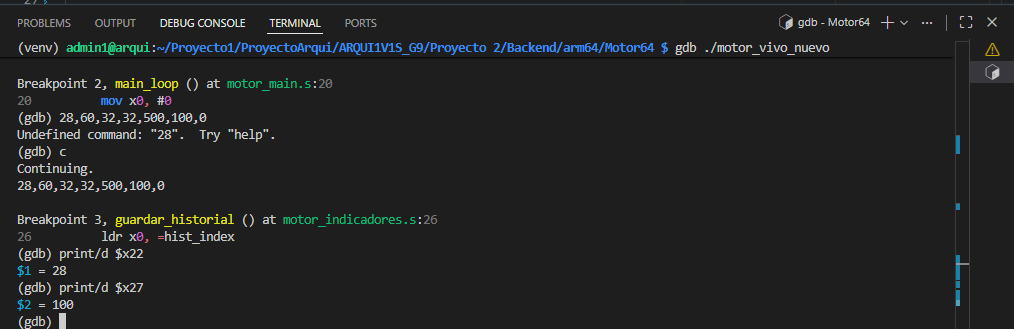 27
PROBLEMS OUTPUT DEBUG CONSOLE TERMINAL PORTS gdb - Motor64
(venv) admin1@arqui:~/Proyecto1/ProyectoArqui/ARQUI1V1S_G9/Proyecto 2/Backend/arm64/Motor64 $ gdb ./motor_vivo_nuevo
Breakpoint 2, main_loop () at motor_main.s:20
20 mov x0, #0
(gdb) 28,60,32,32,500,100,0
Undefined command: "28". Try "help".
(gdb) c
Continuing.
28,60,32,32,500,100,0
Breakpoint 3, guardar_historial () at motor_indicadores.s:26
26 ldr x0, =hist_index
(gdb) print/d $x22
$1 = 28
(gdb) print/d $x27
$2 = 100
(gdb)